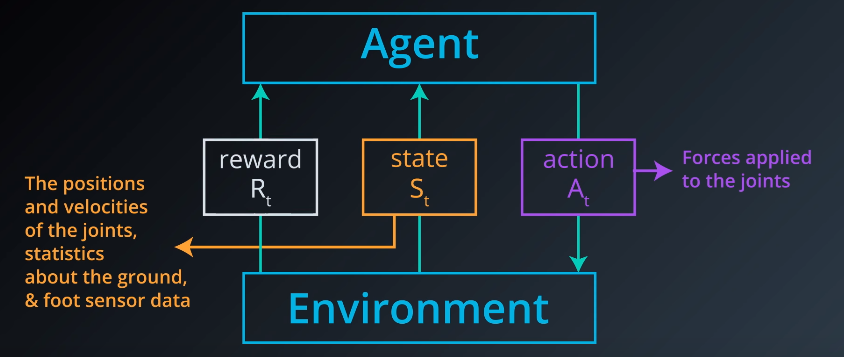 Agent
reward
R_t
state
S_t
action
A_t
Forces applied
to the joints
The positions
and velocities
of the joints,
statistics
about the ground,
& foot sensor data
Environment